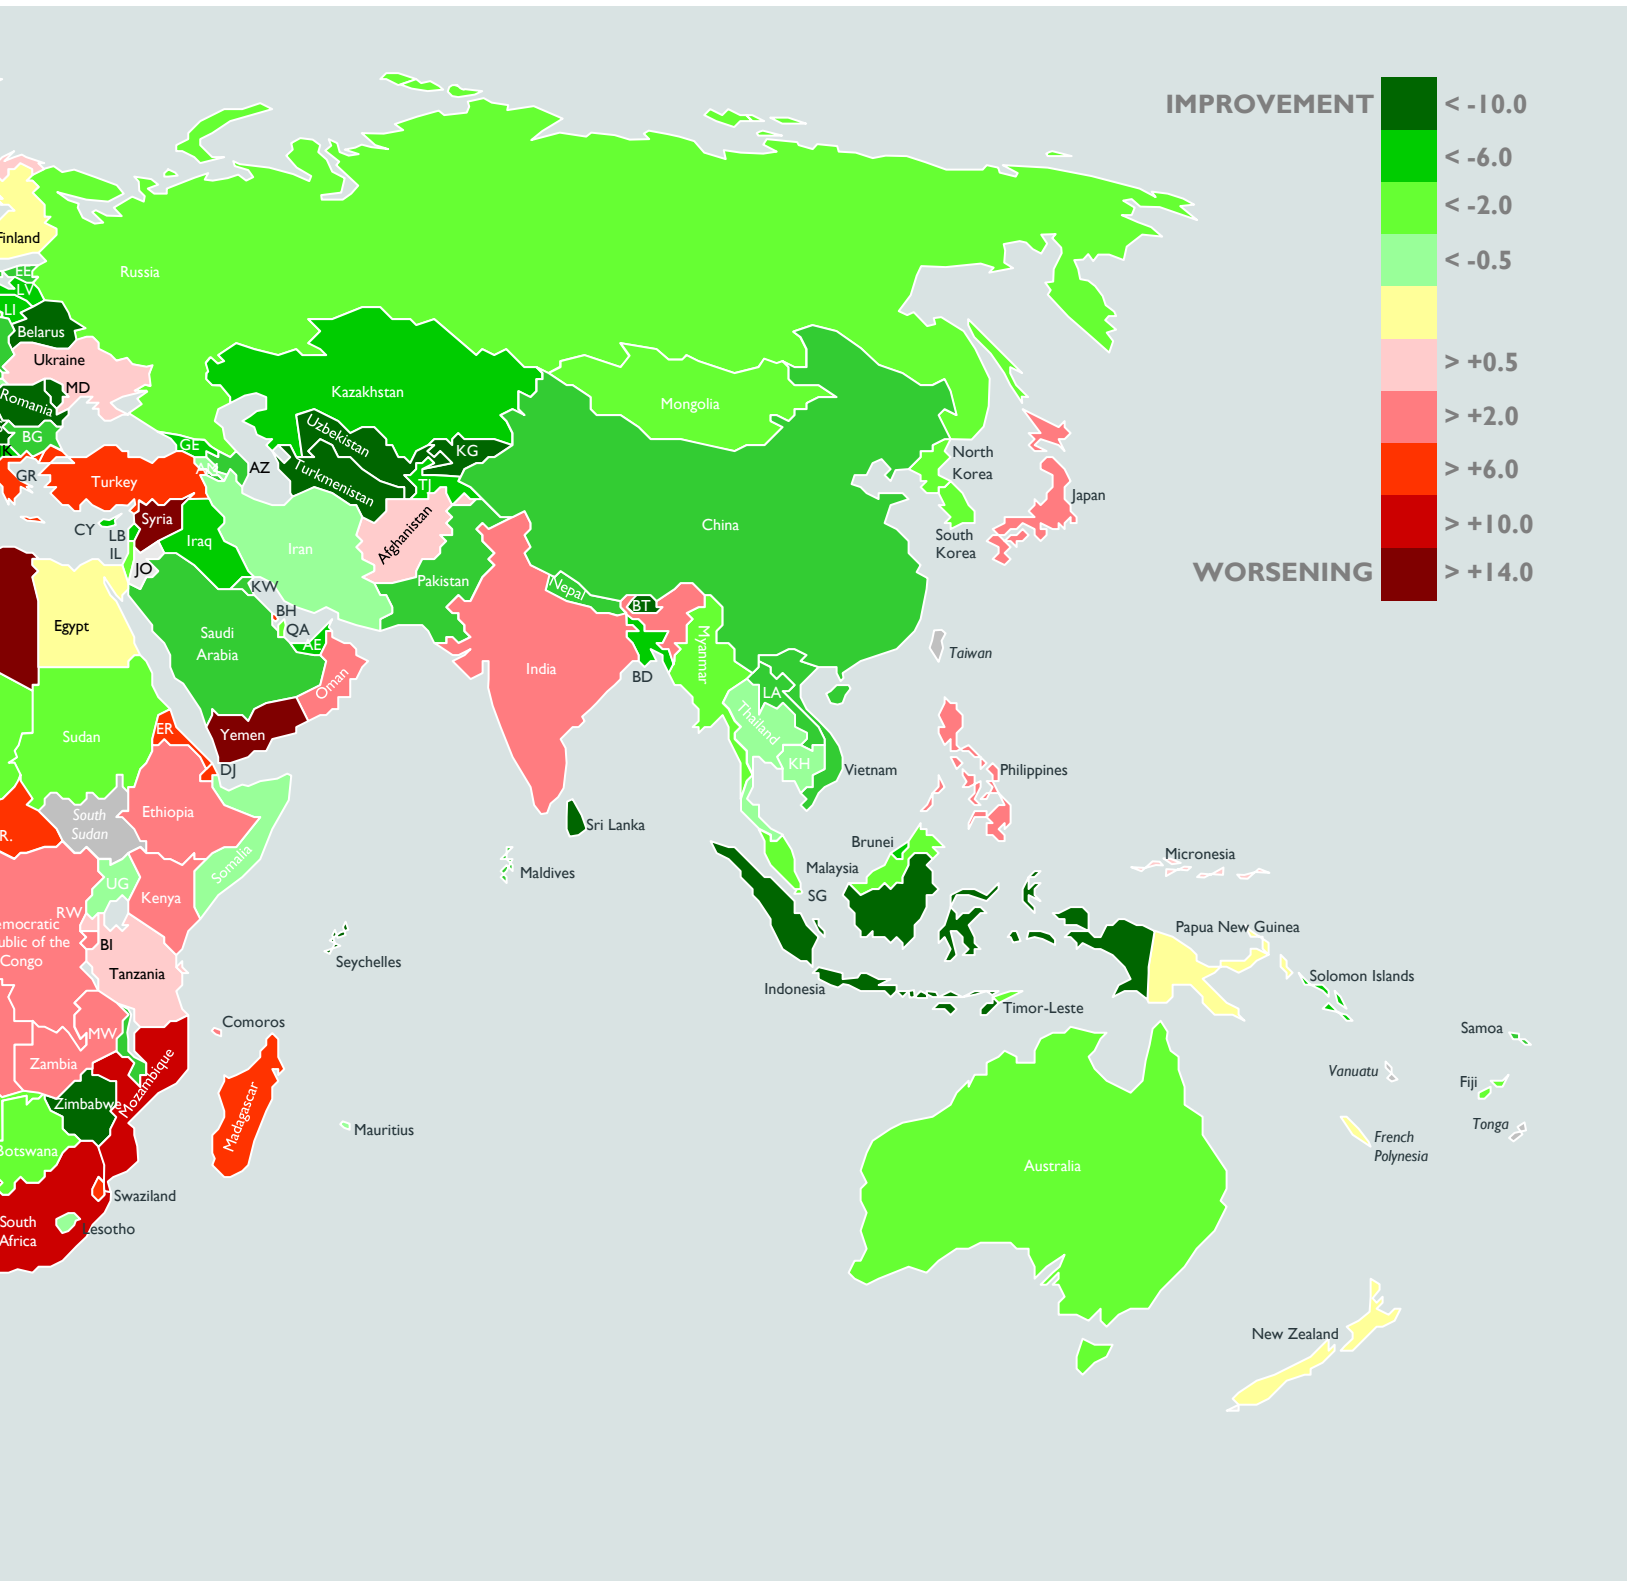 IMPROVEMENT
< -10.0
< -6.0
< -2.0
< -0.5
> +0.5
> +2.0
> +6.0
> +10.0
WORSENING
> +14.0
Finland
EE
LV
LI
Russia
Belarus
Ukraine
MD
Romania
BG
GE
AZ
Kazakhstan
Uzbekistan
Turkmenistan
KG
TJ
Mongolia
North
Korea
South
Korea
Japan
China
GR
Turkey
CY
LB
IL
JO
Syria
Iraq
Iran
Afghanistan
Pakistan
KW
BH
QA
AE
Saudi
Arabia
Oman
Yemen
Egypt
Nepal
BT
India
BD
Myanmar
Taiwan
LA
Thailand
KH
Vietnam
Philippines
Sudan
ER
DJ
South
Sudan
Ethiopia
R.
Somalia
UG
Kenya
RW
BI
emocratic
ublic of the
Congo
Tanzania
Sri Lanka
Maldives
Seychelles
Brunei
Malaysia
SG
Indonesia
Timor-Leste
Micronesia
Papua New Guinea
Solomon Islands
Samoa
Vanuatu
Fiji
Tonga
French
Polynesia
Comoros
MW
Zambia
Mozambique
Zimbabwe
Madagascar
Mauritius
Botswana
Swaziland
South
Africa
Lesotho
Australia
New Zealand